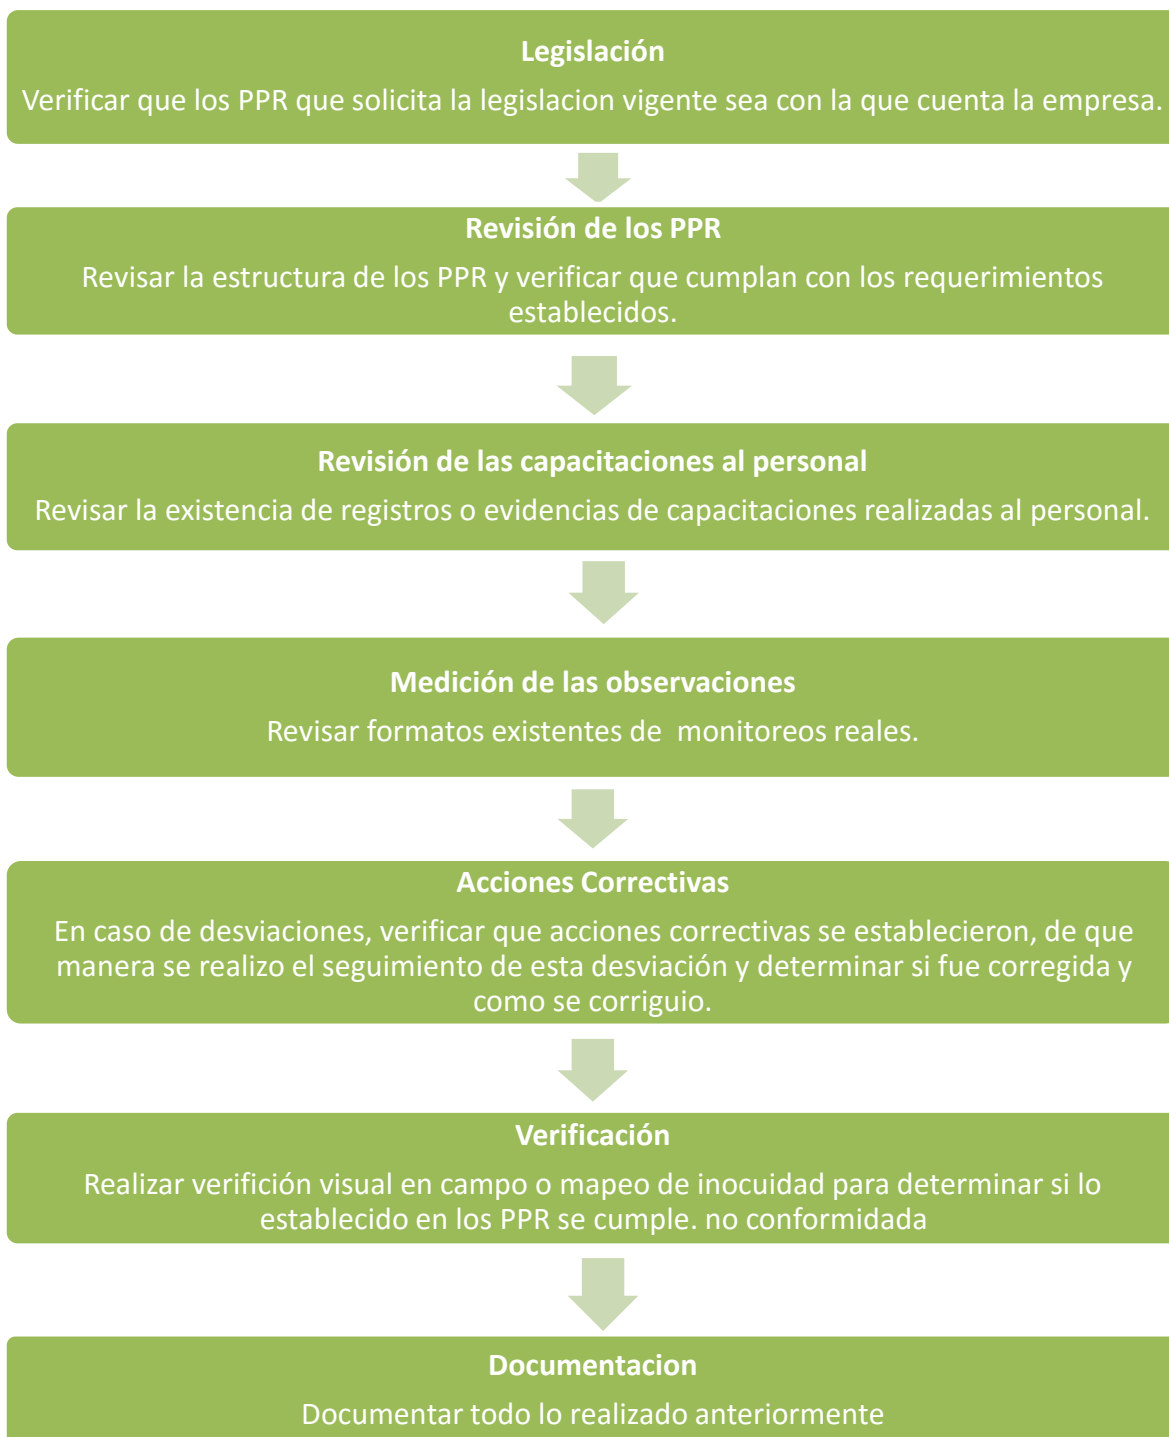 Legislación
Verificar que los PPR que solicita la legislacion vigente sea con la que cuenta la empresa.
Revisión de los PPR
Revisar la estructura de los PPR y verificar que cumplan con los requerimientos
establecidos.
Revisión de las capacitaciones al personal
Revisar la existencia de registros o evidencias de capacitaciones realizadas al personal.
Medición de las observaciones
Revisar formatos existentes de  monitoreos reales.
Acciones Correctivas
En caso de desviaciones, verificar que acciones correctivas se establecieron, de que
manera se realizo el seguimiento de esta desviación y determinar si fue corregida y
como se corriguio.
Verificación
Realizar verifición visual en campo o mapeo de inocuidad para determinar si lo
establecido en los PPR se cumple. no conformidada
Documentacion
Documentar todo lo realizado anteriormente